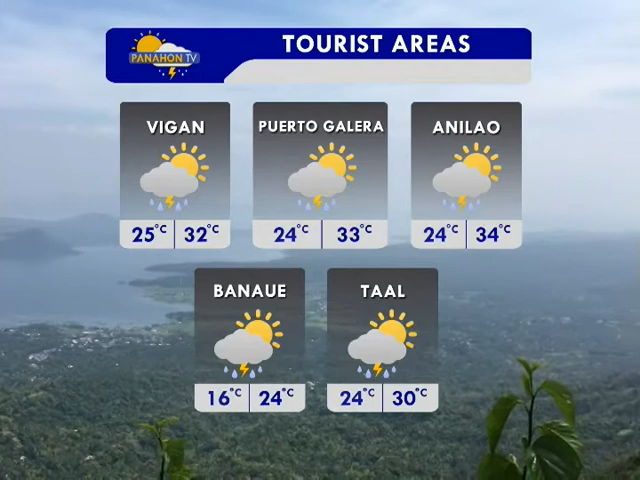 PANAHON TV
TOURIST AREAS
VIGAN
25°C 32°C
PUERTO GALERA
24°C 33°C
ANILAO
24°C 34°C
BANAUE
16°C 24°C
TAAL
24°C 30°C